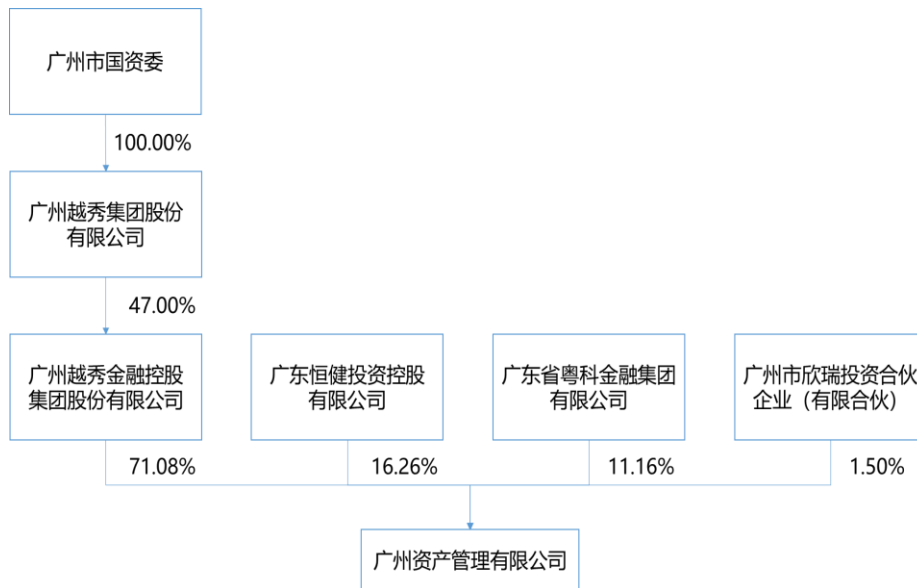 广州市国资委
100.00%
广州越秀集团股份
有限公司
47.00%
广州越秀金融控股
集团股份有限公司
广东恒健投资控股
有限公司
广东省粤科金融集团
有限公司
广州市欣瑞投资合伙
企业（有限合伙）
71.08%
16.26%
11.16%
1.50%
广州资产管理有限公司